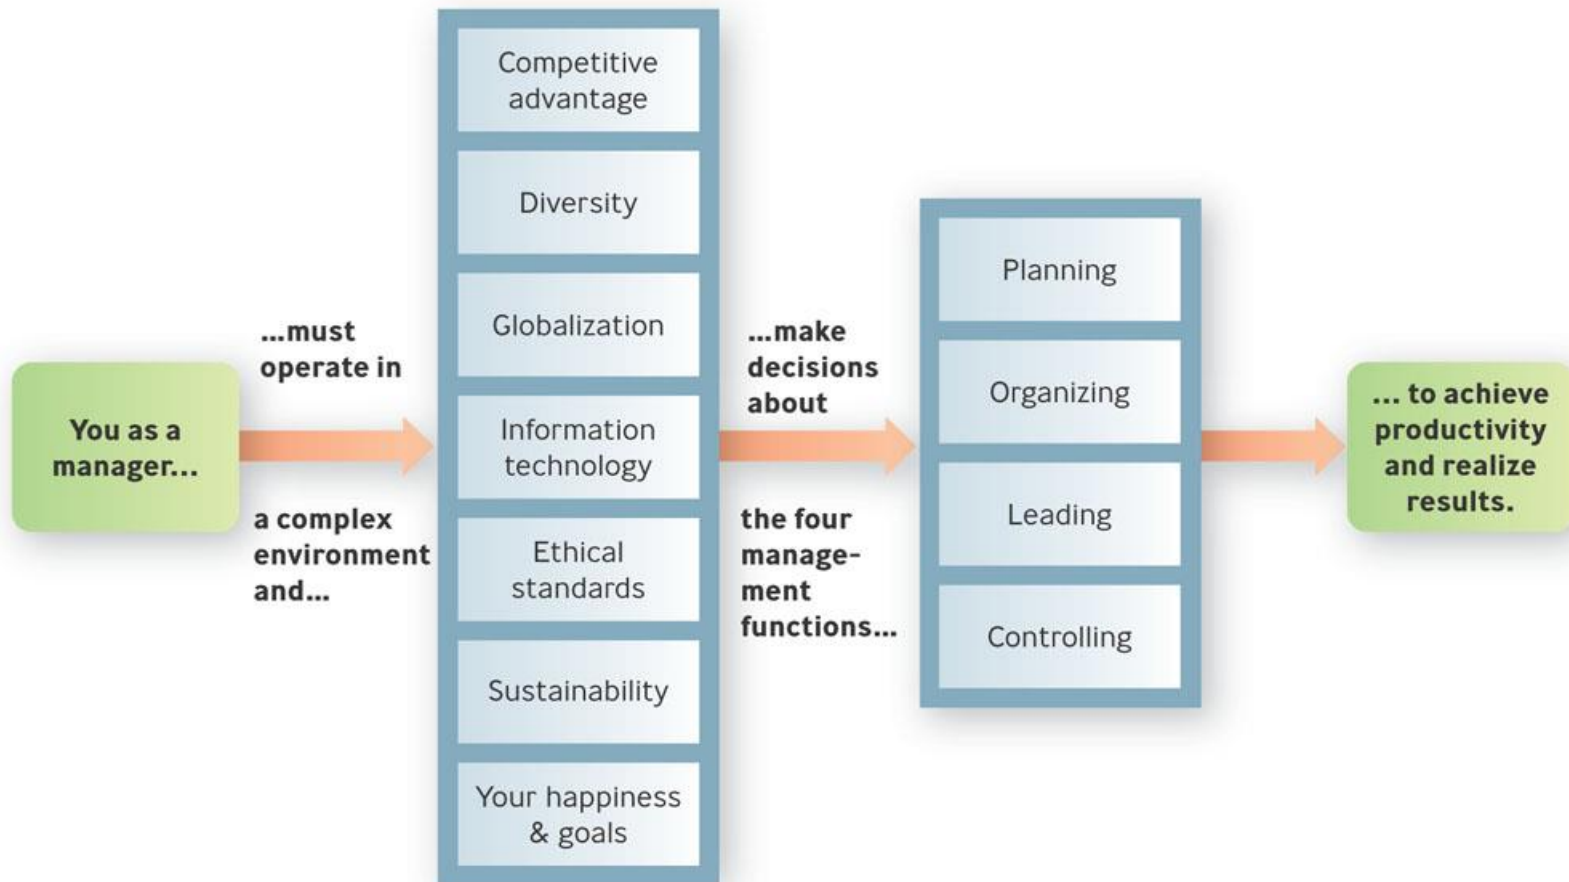 You as a
manager...
...must
operate in
a complex
environment
and...
Competitive
advantage
Diversity
Globalization
Information
technology
Ethical
standards
Sustainability
Your happiness
& goals
...make
decisions
about
the four
manage-
ment
functions...
Planning
Organizing
Leading
Controlling
... to achieve
productivity
and realize
results.